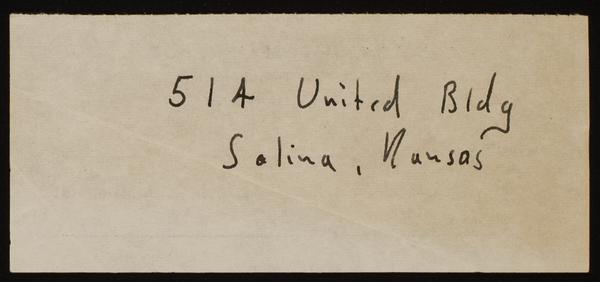 514 United Bldg
Salina, Kansas